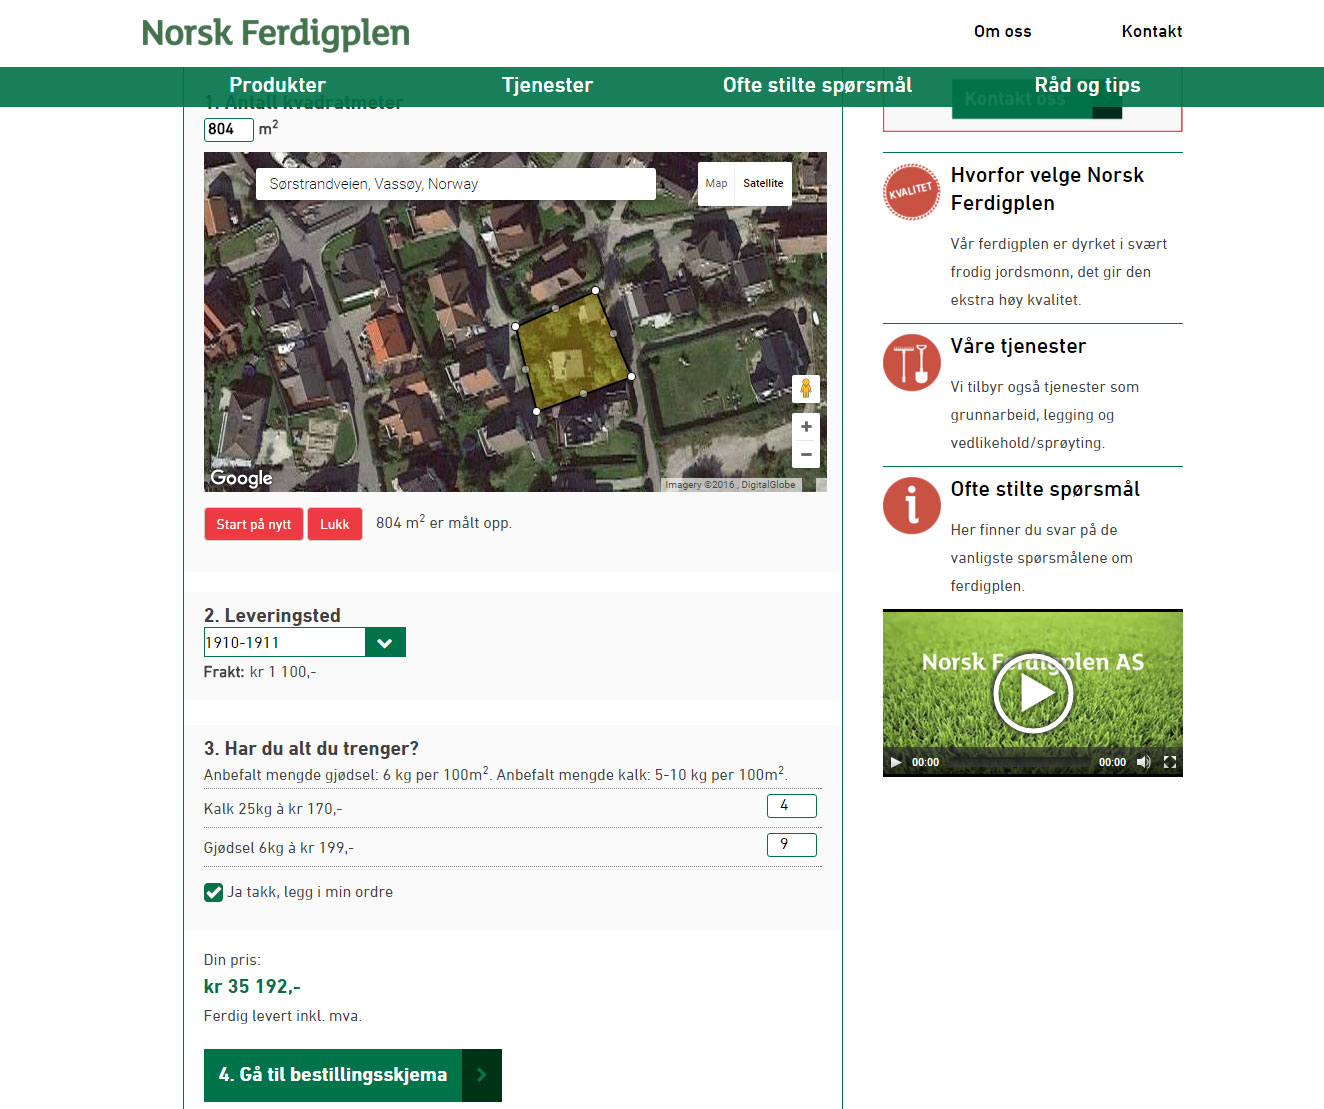 Norsk Ferdigplen
Om oss
Kontakt
Produkter
Tjenester
Ofte stilte spørsmål
Råd og tips
1. Antall kvadratmeter
804 m²
Sørstrandveien, Vassøy, Norway
Map
Satellite
Google
Imagery ©2016 , DigitalGlobe
Start på nytt
Lukk
804 m² er målt opp.
2. Leveringsted
1910-1911
Frakt: kr 1 100,-
3. Har du alt du trenger?
Anbefalt mengde gjødsel: 6 kg per 100m². Anbefalt mengde kalk: 5-10 kg per 100m².
Kalk 25kg à kr 170,-
4
Gjødsel 6kg à kr 199,-
9
Ja takk, legg i min ordre
Din pris:
kr 35 192,-
Ferdig levert inkl. mva.
4. Gå til bestillingsskjema
Kontakt oss
KVALITET
Hvorfor velge Norsk
Ferdigplen
Vår ferdigplen er dyrket i svært
frodig jordsmonn, det gir den
ekstra høy kvalitet.
Våre tjenester
Vi tilbyr også tjenester som
grunnarbeid, legging og
vedlikehold/sprøyting.
Ofte stilte spørsmål
Her finner du svar på de
vanligste spørsmålene om
ferdigplen.
Norsk Ferdigplen AS
00:00
00:00